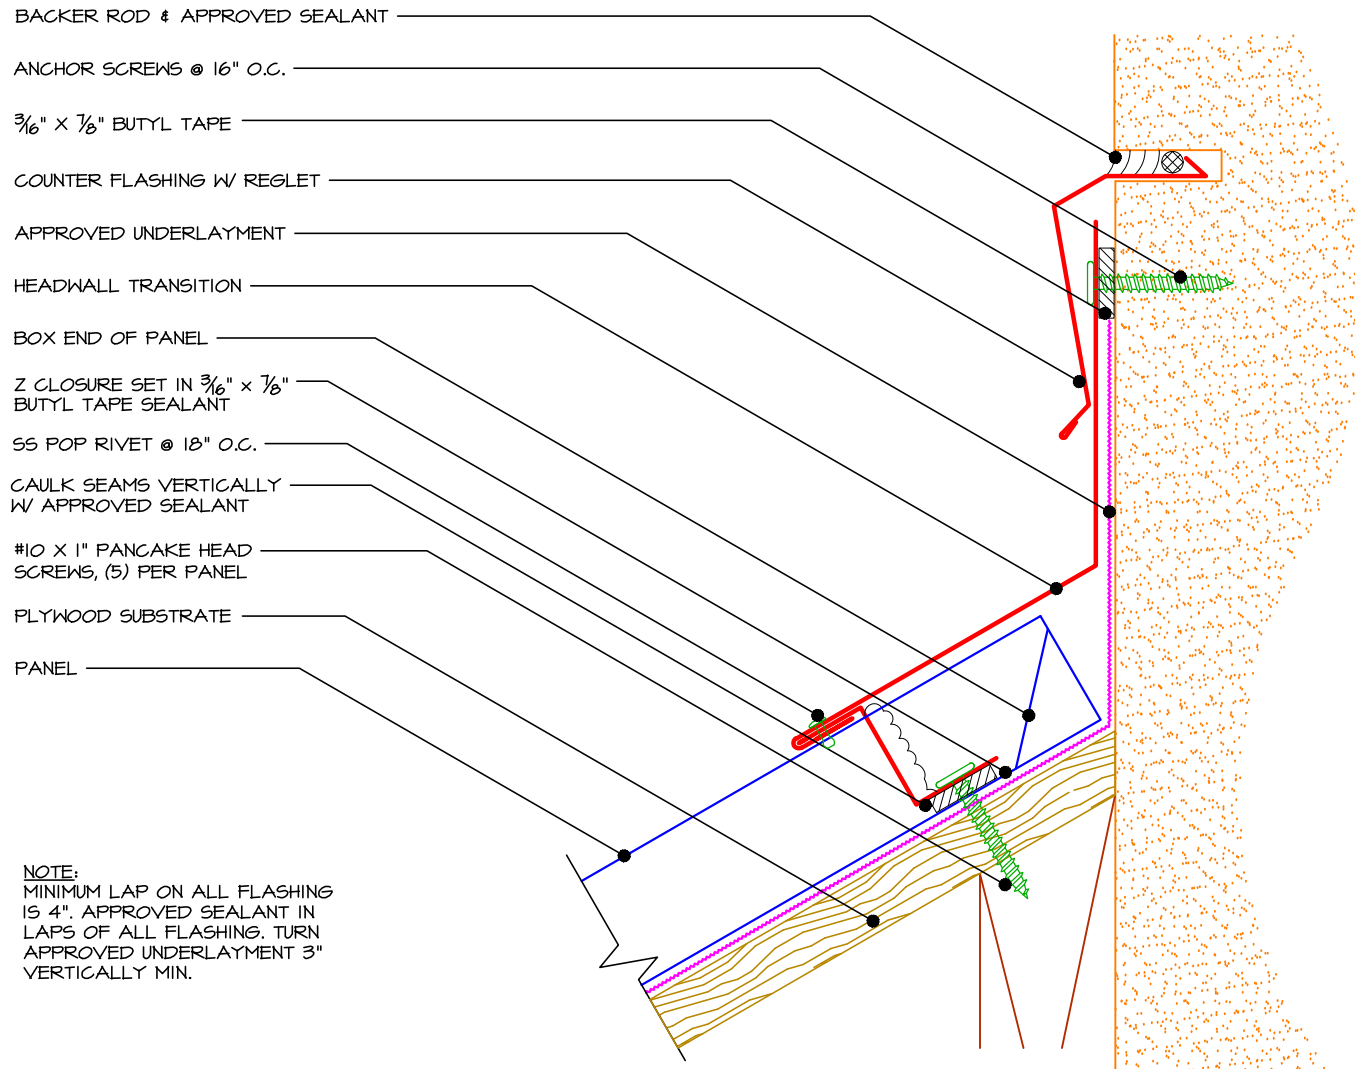 BACKER ROD & APPROVED SEALANT
ANCHOR SCREWS @ 16" O.C.
3/16" X 7/8" BUTYL TAPE
COUNTER FLASHING W/ REGLET
APPROVED UNDERLAYMENT
HEADWALL TRANSITION
BOX END OF PANEL
Z CLOSURE SET IN 3/16" X 7/8"
BUTYL TAPE SEALANT
SS POP RIVET @ 18" O.C.
CAULK SEAMS VERTICALLY
W/ APPROVED SEALANT
#10 X 1" PANCAKE HEAD
SCREWS, (5) PER PANEL
PLYWOOD SUBSTRATE
PANEL
NOTE:
MINIMUM LAP ON ALL FLASHING
IS 4". APPROVED SEALANT IN
LAPS OF ALL FLASHING. TURN
APPROVED UNDERLAYMENT 3"
VERTICALLY MIN.